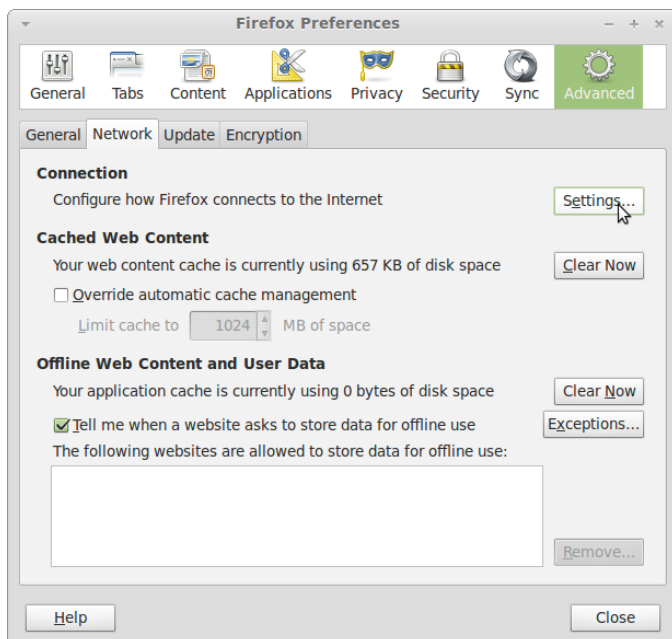 Firefox Preferences
General Tabs Content Applications Privacy Security Sync Advanced
General Network Update Encryption
Connection
Configure how Firefox connects to the Internet Settings...
Cached Web Content
Your web content cache is currently using 657 KB of disk space Clear Now
Override automatic cache management
Limit cache to 1024 MB of space
Offline Web Content and User Data
Your application cache is currently using 0 bytes of disk space Clear Now
Tell me when a website asks to store data for offline use Exceptions...
The following websites are allowed to store data for offline use:
Remove...
Help Close